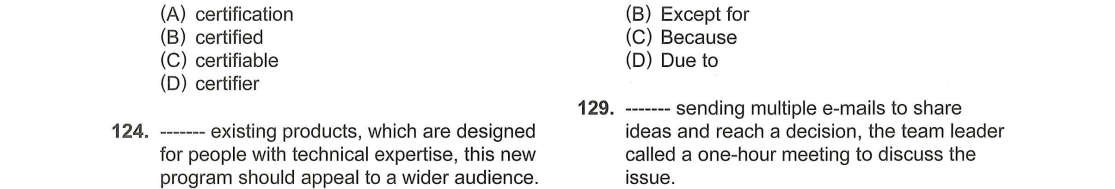 (A) certification
(B) certified
(C) certifiable
(D) certifier
124. ------- existing products, which are designed
for people with technical expertise, this new
program should appeal to a wider audience.
(B) Except for
(C) Because
(D) Due to
129. ------- sending multiple e-mails to share
ideas and reach a decision, the team leader
called a one-hour meeting to discuss the
issue.